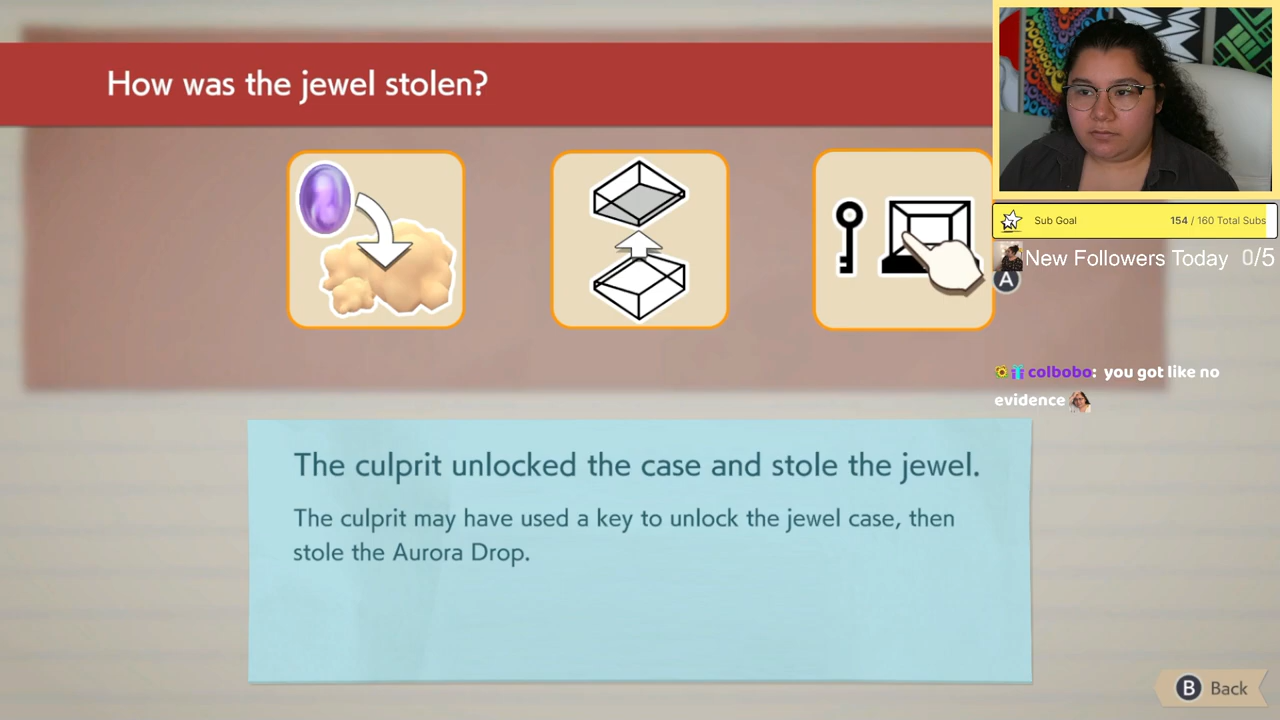 How was the jewel stolen?
Sub Goal 154 / 160 Total Subs
New Followers Today 0/5
A
colbobo: you got like no
evidence
The culprit unlocked the case and stole the jewel.
The culprit may have used a key to unlock the jewel case, then
stole the Aurora Drop.
B Back